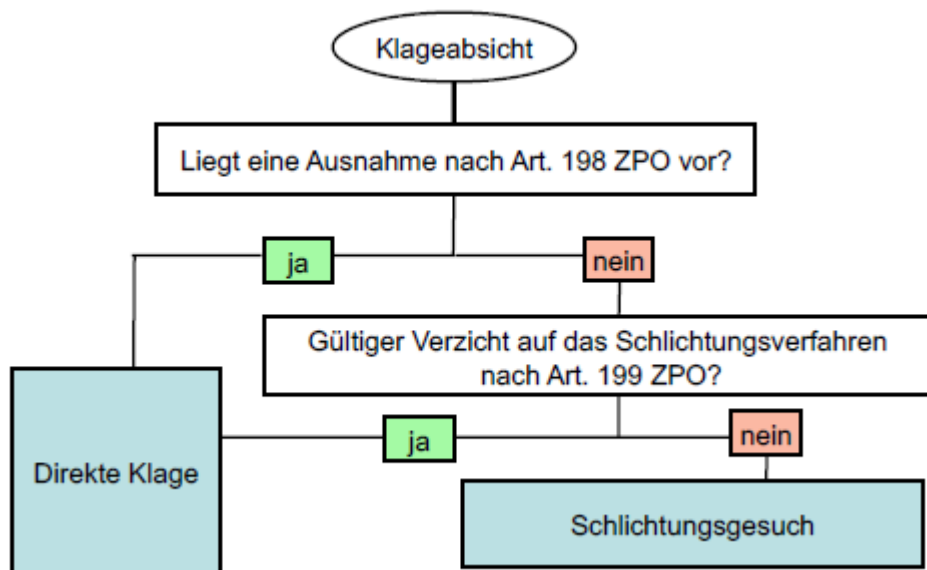 Klageabsicht
Liegt eine Ausnahme nach Art. 198 ZPO vor?
ja
nein
Gültiger Verzicht auf das Schlichtungsverfahren
nach Art. 199 ZPO?
ja
nein
Direkte Klage
Schlichtungsgesuch